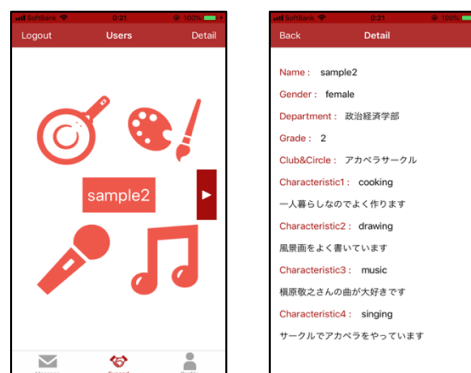 SoftBank 0:21 100%
Logout Users Detail
sample2
SoftBank 0:21 100%
Back Detail
Name : sample2
Gender : female
Department : 政治経済学部
Grade : 2
Club&Circle : アカペラサークル
Characteristic1 : cooking
一人暮らしなのでよく作ります
Characteristic2 : drawing
風景画をよく書いています
Characteristic3 : music
槇原敬之さんの曲が大好きです
Characteristic4 : singing
サークルでアカペラをやっています